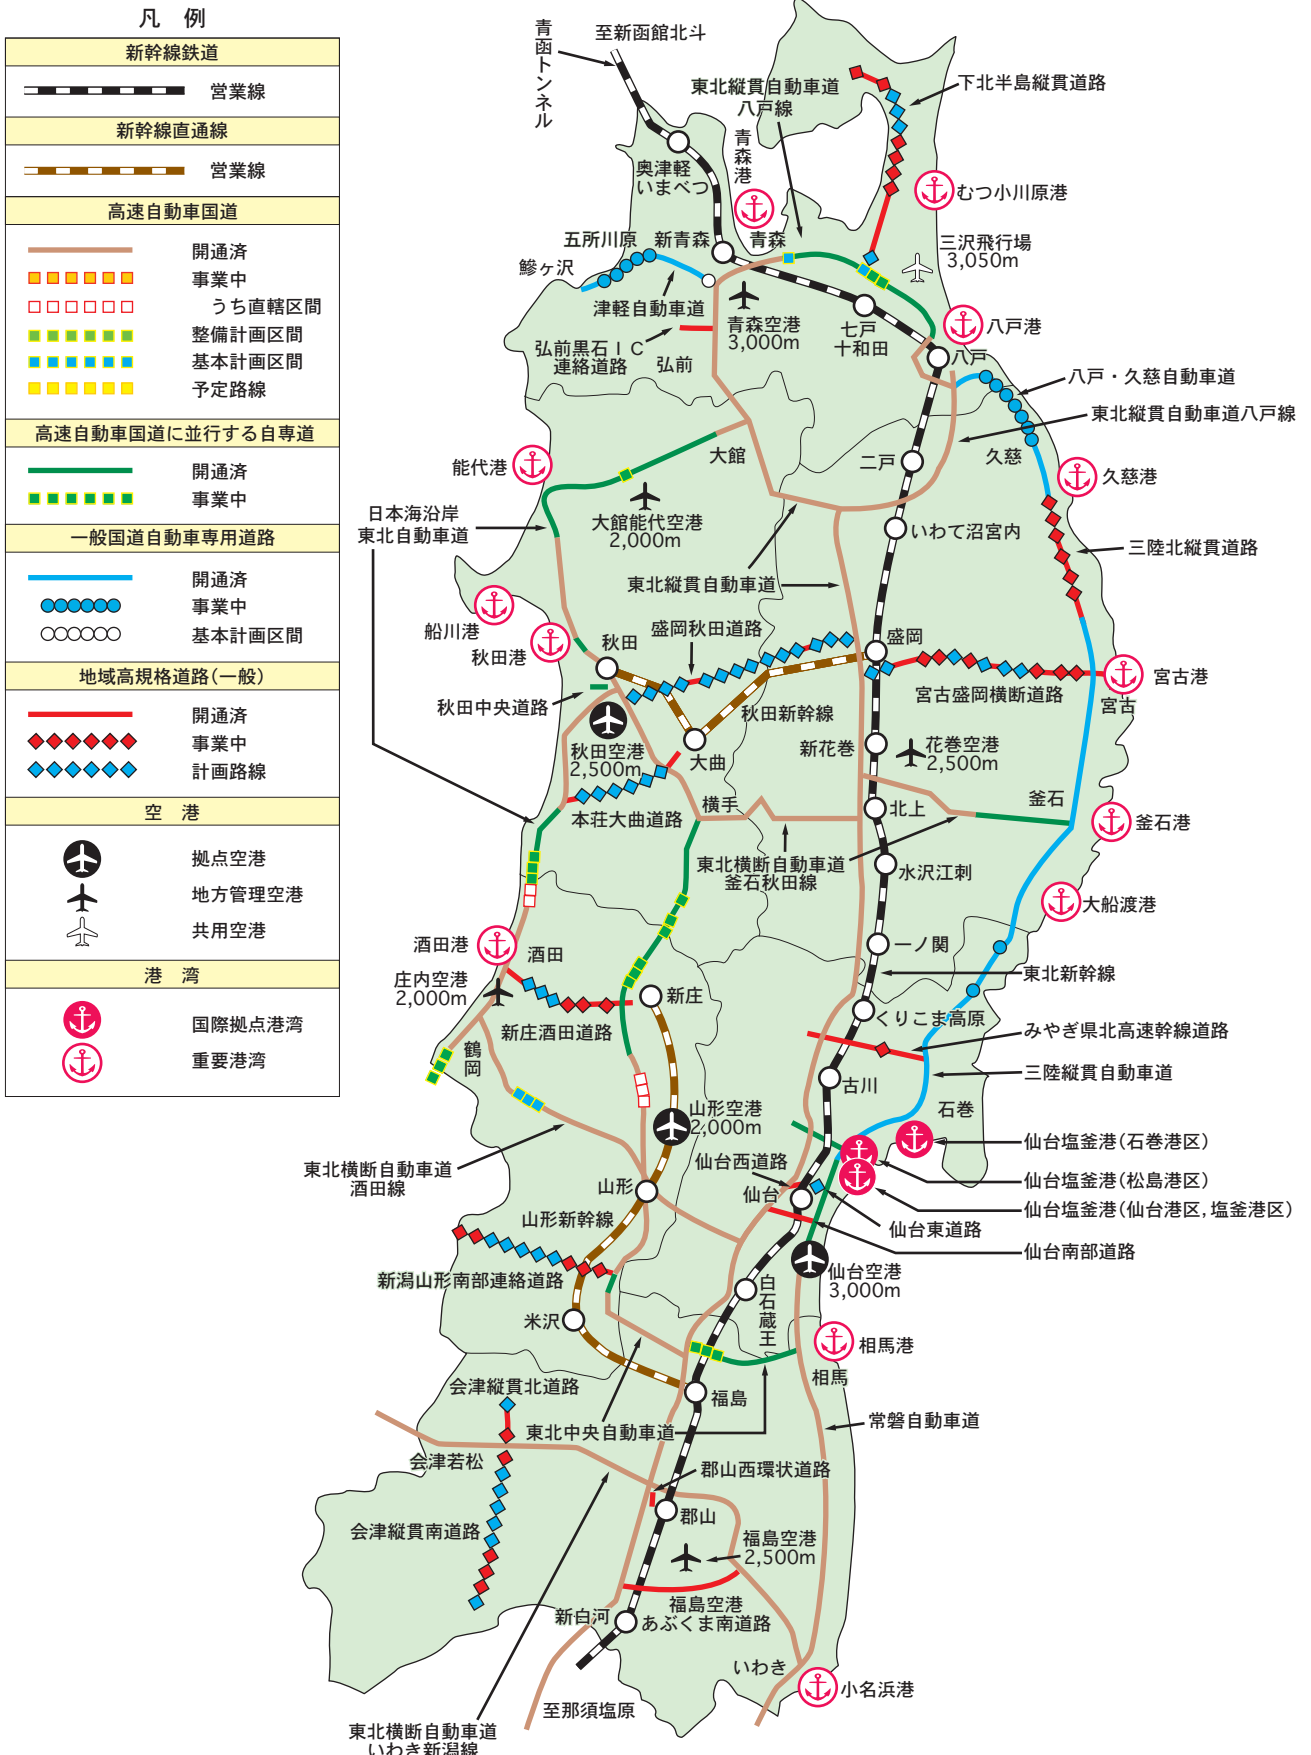 凡 例
新幹線鉄道
営業線
新幹線直通線
営業線
高速自動車国道
開通済
事業中
うち直轄区間
整備計画区間
基本計画区間
予定路線
高速自動車国道に並行する自専道
開通済
事業中
一般国道自動車専用道路
開通済
事業中
基本計画区間
地域高規格道路(一般)
開通済
事業中
計画路線
空 港
拠点空港
地方管理空港
共用空港
港 湾
国際拠点港湾
重要港湾
青函トンネル
至新函館北斗
東北縦貫自動車道
八戸線
下北半島縦貫道路
奥津軽
いまべつ
青森港
むつ小川原港
五所川原
新青森
青森
三沢飛行場
3,050m
鰺ヶ沢
津軽自動車道
青森空港
3,000m
七戸
十和田
八戸港
八戸
弘前黒石IC
連絡道路
弘前
八戸・久慈自動車道
東北縦貫自動車道八戸線
大館
二戸
久慈
久慈港
能代港
日本海沿岸
東北自動車道
大館能代空港
2,000m
いわて沼宮内
三陸北縦貫道路
東北縦貫自動車道
船川港
秋田港
秋田
盛岡秋田道路
盛岡
宮古盛岡横断道路
宮古港
宮古
秋田中央道路
秋田新幹線
秋田空港
2,500m
大曲
新花巻
花巻空港
2,500m
本荘大曲道路
横手
北上
釜石
釜石港
東北横断自動車道
釜石秋田線
水沢江刺
大船渡港
酒田港
酒田
一ノ関
東北新幹線
庄内空港
2,000m
新庄
新庄酒田道路
くりこま高原
みやぎ県北高速幹線道路
鶴岡
古川
三陸縦貫自動車道
石巻
山形空港
2,000m
仙台塩釜港(石巻港区)
東北横断自動車道
酒田線
仙台西道路
仙台塩釜港(松島港区)
山形
仙台
仙台塩釜港(仙台港区,塩釜港区)
山形新幹線
仙台東道路
仙台南部道路
新潟山形南部連絡道路
仙台空港
3,000m
白石蔵王
米沢
相馬港
相馬
会津縦貫北道路
福島
東北中央自動車道
常磐自動車道
会津若松
郡山西環状道路
会津縦貫南道路
郡山
福島空港
2,500m
福島空港
あぶくま南道路
新白河
いわき
小名浜港
至那須塩原
東北横断自動車道
いわき新潟線